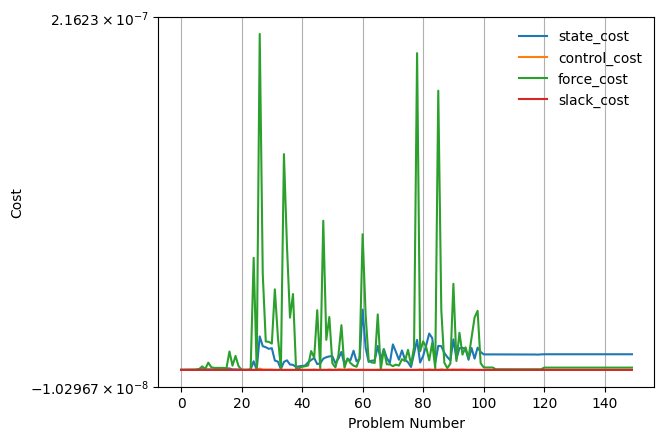 2.1623 × 10⁻⁷
state_cost
control_cost
force_cost
slack_cost
Cost
−1.02967 × 10⁻⁸
0 20 40 60 80 100 120 140
Problem Number